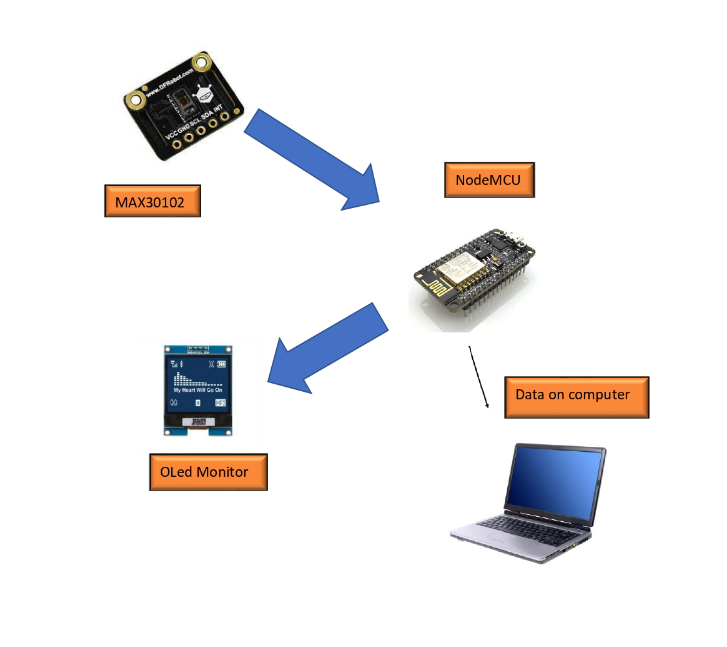 www.DFRobot.com
VCC GND SCL SDA INT
MAX30102
NodeMCU
My Heart Will Go On
OLed Monitor
Data on computer